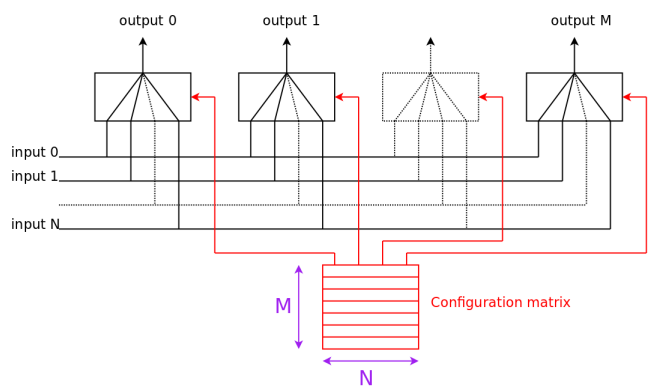 output 0
output 1
output M
input 0
input 1
input N
M
Configuration matrix
N